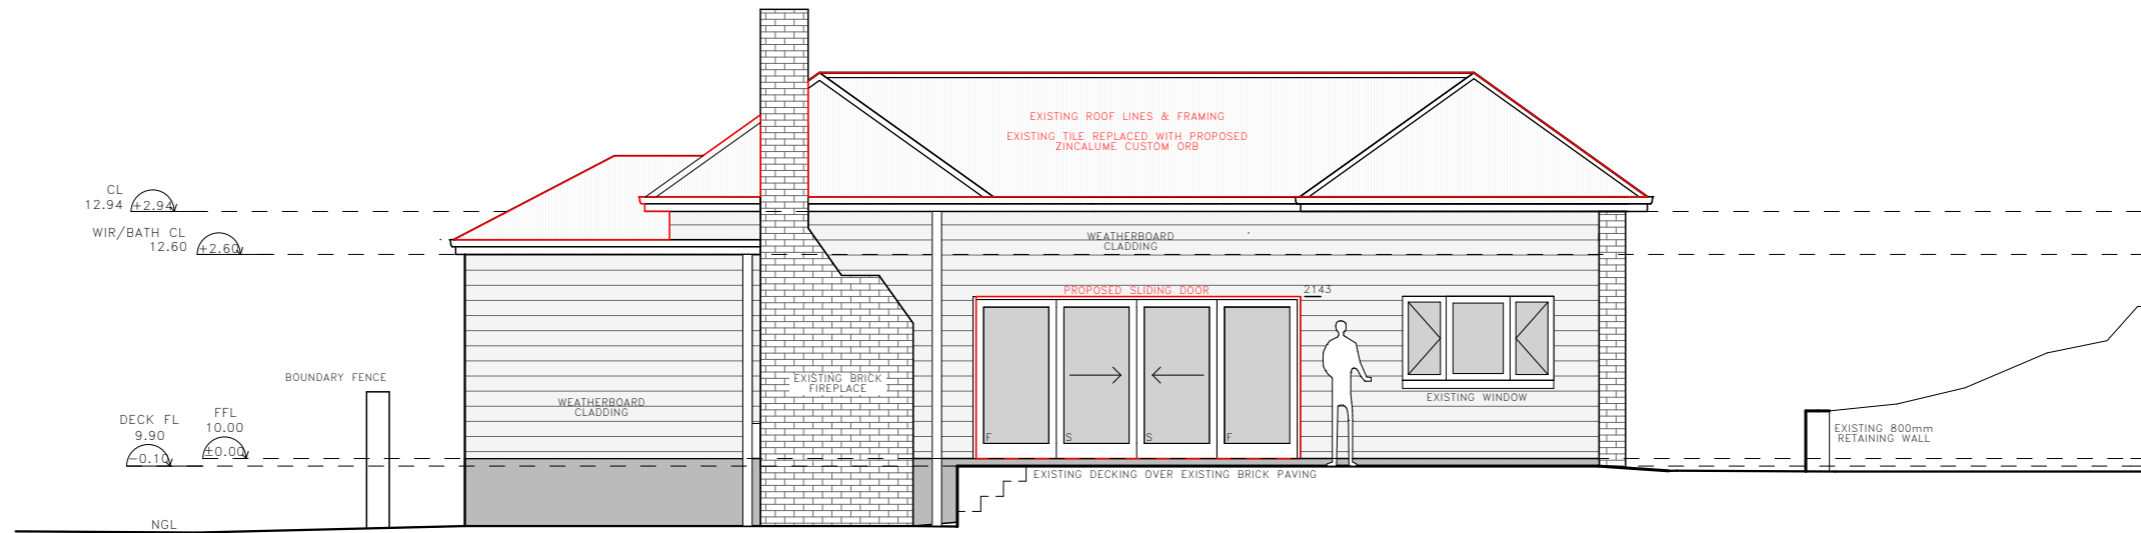 EXISTING ROOF LINES & FRAMING
EXISTING TILE REPLACED WITH PROPOSED
ZINCALUME CUSTOM ORB
CL
12.94 +2.94
WIR/BATH CL
12.60 +2.60
WEATHERBOARD
CLADDING
PROPOSED SLIDING DOOR
2143
BOUNDARY FENCE
EXISTING BRICK
FIREPLACE
WEATHERBOARD
CLADDING
EXISTING WINDOW
DECK FL
9.90
-0.10
FFL
10.00
±0.00
F S S F
EXISTING 800mm
RETAINING WALL
EXISTING DECKING OVER EXISTING BRICK PAVING
NGL